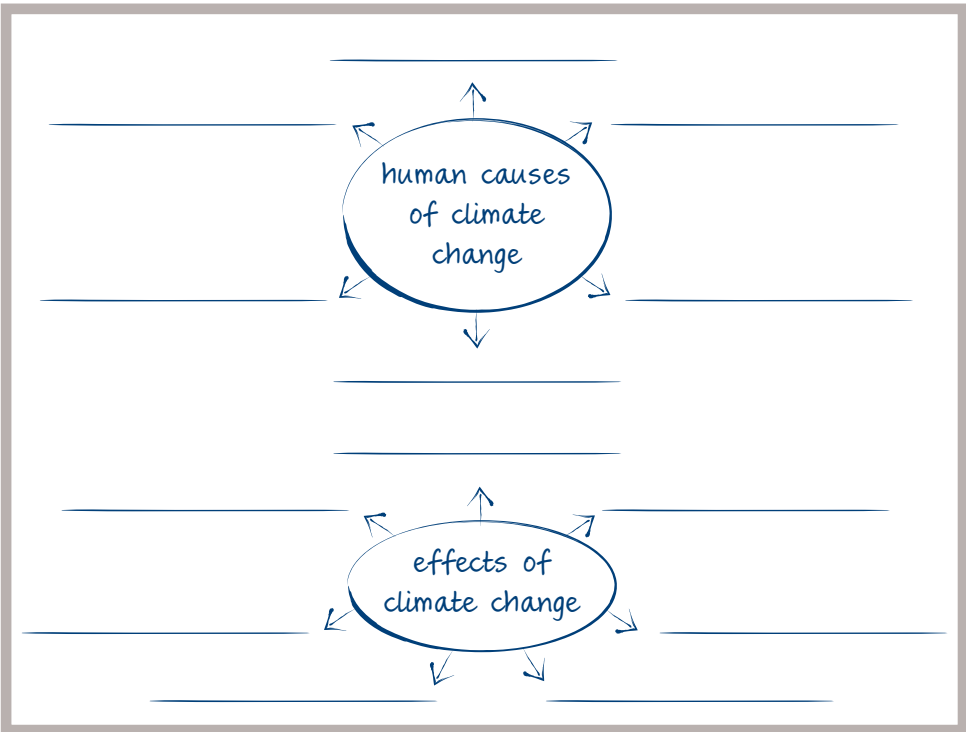 human causes
of climate
change
effects of
climate change